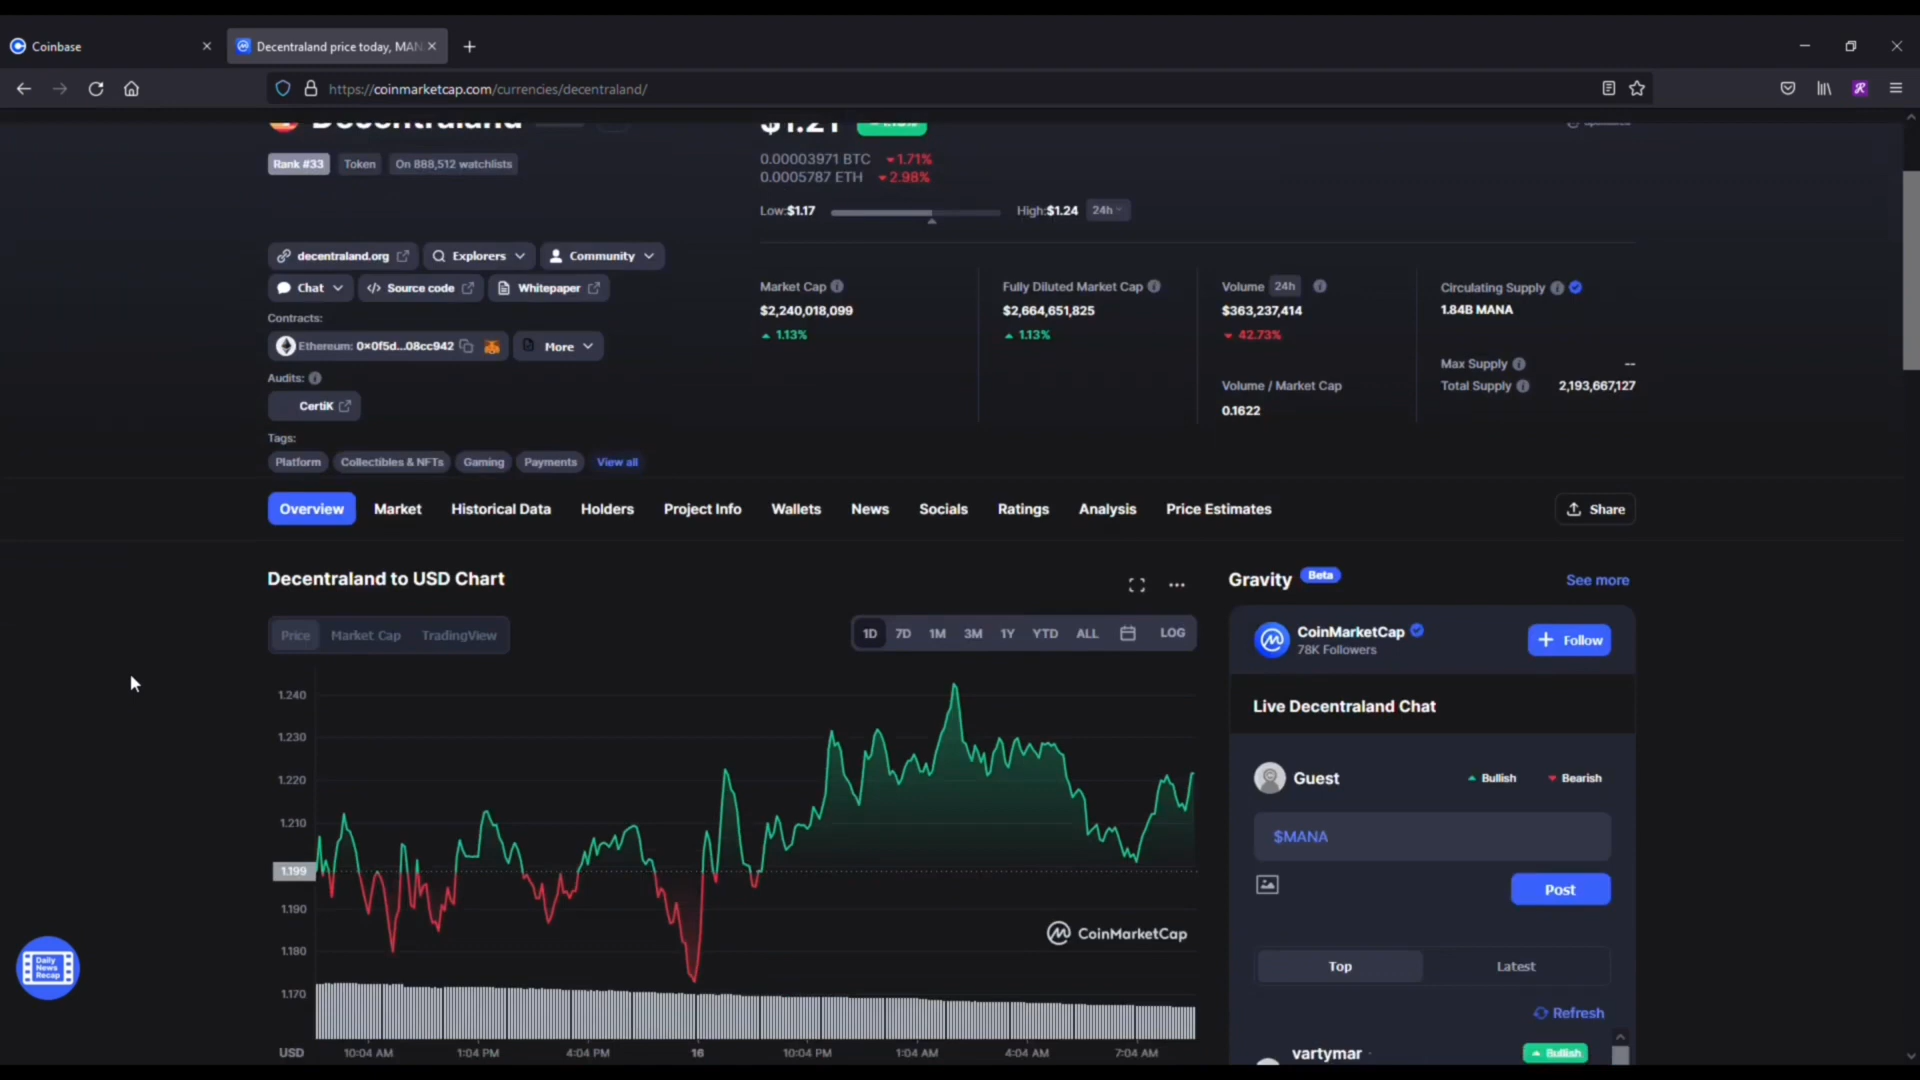 Coinbase
Decentraland price today, MAN
https://coinmarketcap.com/currencies/decentraland/
Decentraland
$1.21
Rank #33 Token On 888,512 watchlists
0.00003971 BTC 1.71%
0.0005787 ETH 2.98%
Low:$1.17 High:$1.24 24h
decentraland.org Explorers Community
Chat Source code Whitepaper
Contracts:
Ethereum: 0x0f5d...08cc942 More
Audits:
CertiK
Tags:
Platform Collectibles & NFTs Gaming Payments View all
Market Cap
$2,240,018,099
1.13%
Fully Diluted Market Cap
$2,664,651,825
1.13%
Volume 24h
$363,237,414
42.73%
Volume / Market Cap
0.1622
Circulating Supply
1.84B MANA
Max Supply --
Total Supply 2,193,667,127
Overview Market Historical Data Holders Project Info Wallets News Socials Ratings Analysis Price Estimates Share
Decentraland to USD Chart
Price Market Cap TradingView
1D 7D 1M 3M 1Y YTD ALL LOG
1.240
1.230
1.220
1.210
1.199
1.190
1.180
1.170
CoinMarketCap
USD 10:04 AM 1:04 PM 4:04 PM 16 10:04 PM 1:04 AM 4:04 AM 7:04 AM
Gravity Beta See more
CoinMarketCap
78K Followers
+ Follow
Live Decentraland Chat
Guest Bullish Bearish
$MANA
Post
Top Latest
Refresh
vartymar Bullish
Daily
News
Recap